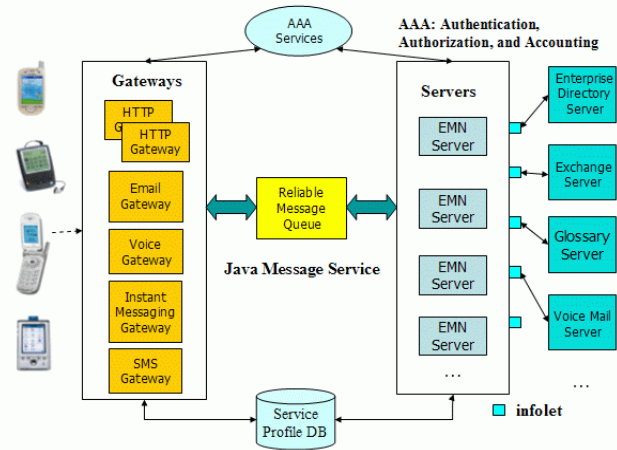 AAA
Services
AAA: Authentication,
Authorization, and Accounting
Gateways
HTTP
G
HTTP
Gateway
Email
Gateway
Voice
Gateway
Instant
Messaging
Gateway
SMS
Gateway
Reliable
Message
Queue
Java Message Service
Service
Profile DB
Servers
EMN
Server
EMN
Server
EMN
Server
EMN
Server
...
Enterprise
Directory
Server
Exchange
Server
Glossary
Server
Voice Mail
Server
...
infolet